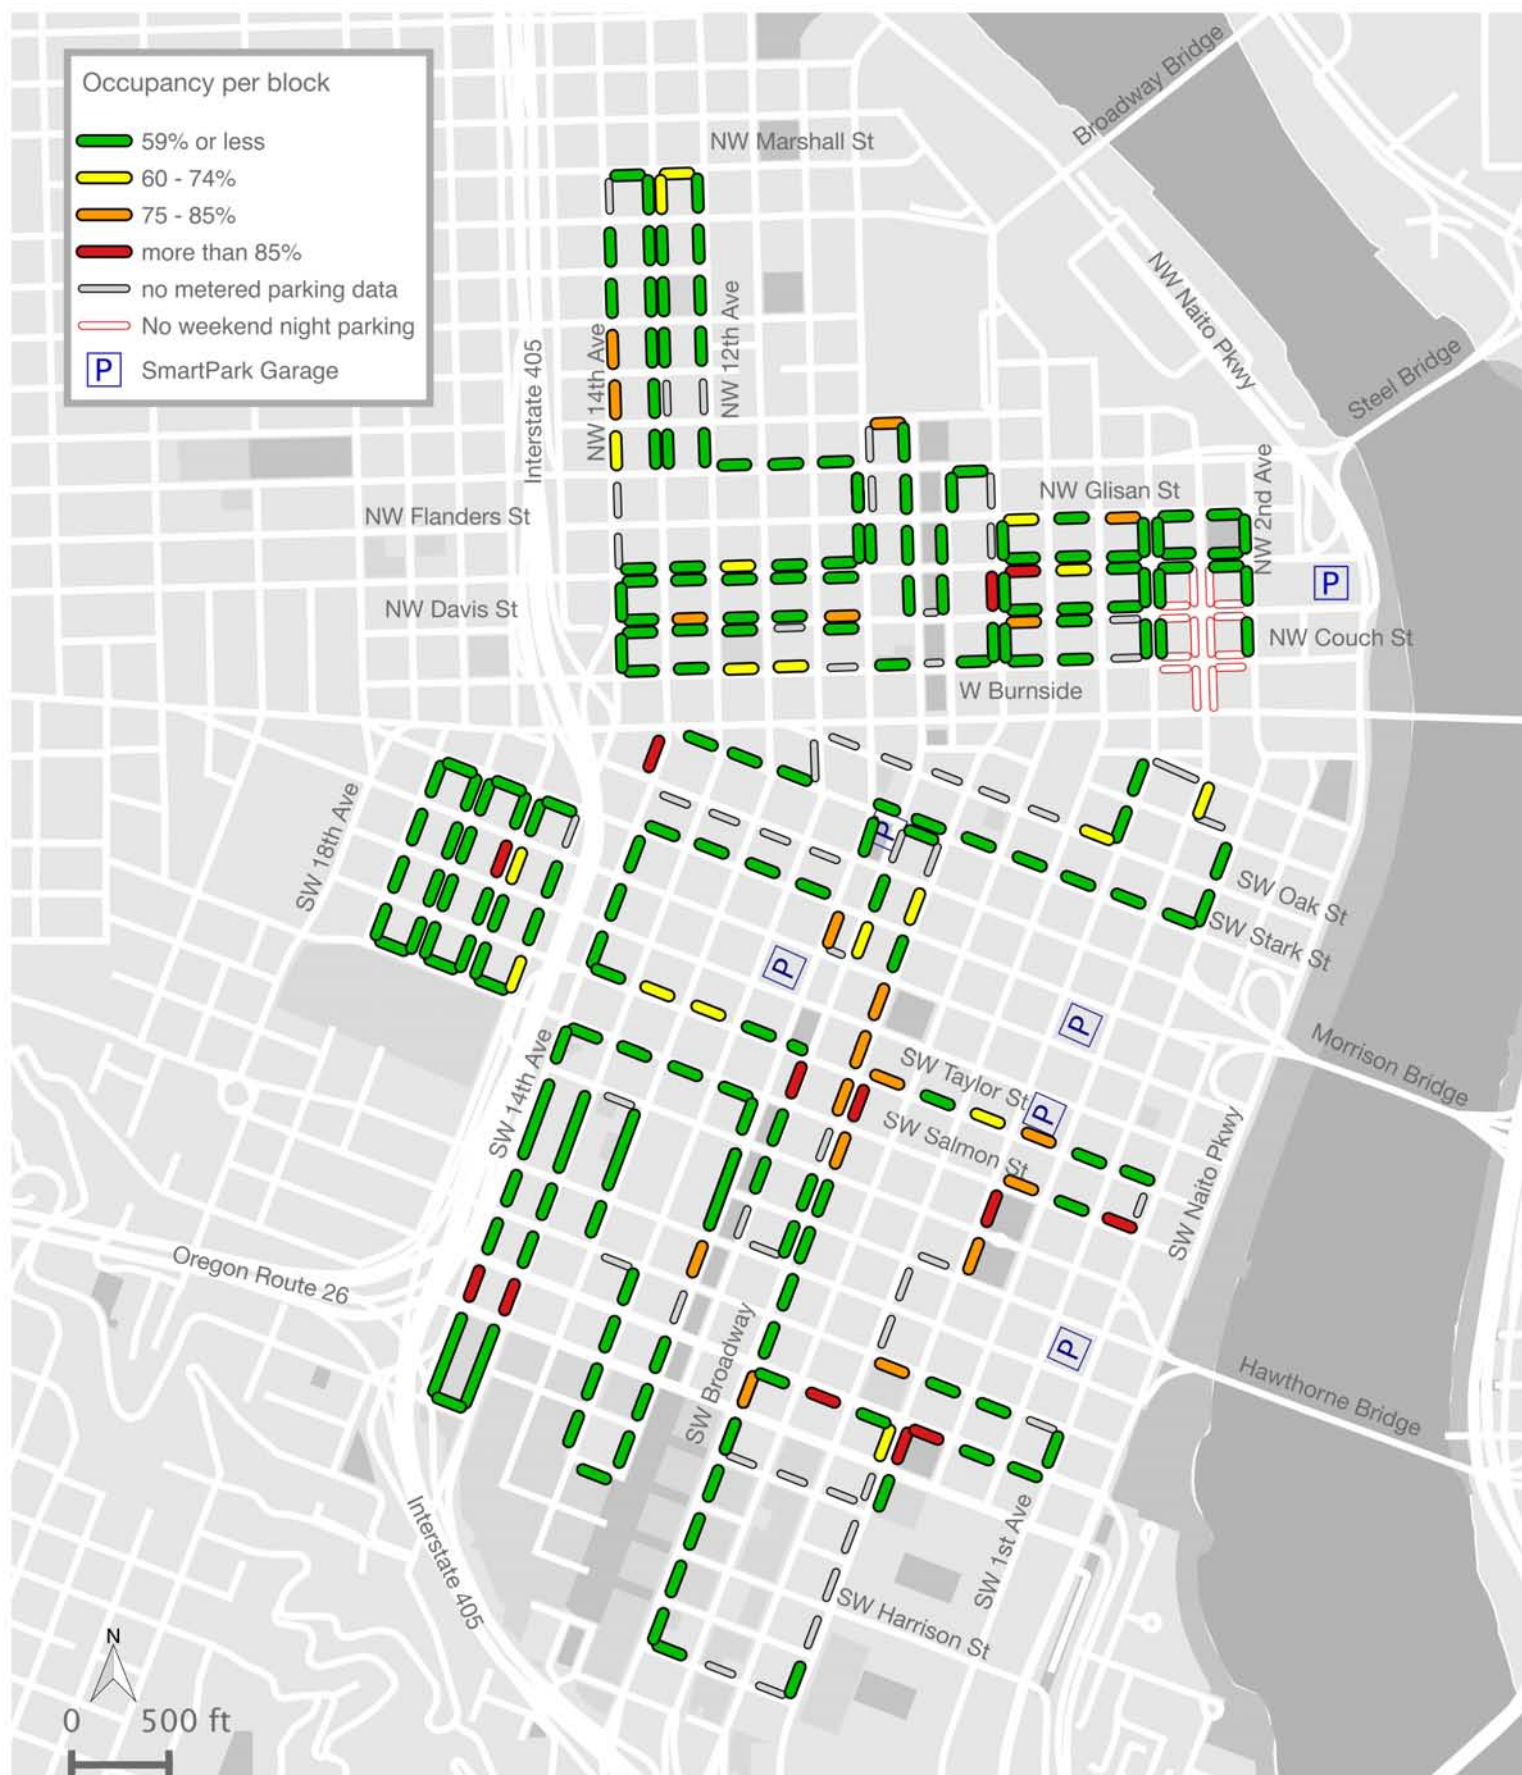 Occupancy per block
59% or less
60 - 74%
75 - 85%
more than 85%
no metered parking data
No weekend night parking
P SmartPark Garage
Broadway Bridge
NW Marshall St
NW Naito Pkwy
Interstate 405
NW 14th Ave
NW 12th Ave
Steel Bridge
NW Glisan St
NW 2nd Ave
NW Flanders St
P
NW Davis St
NW Couch St
W Burnside
SW 18th Ave
P
SW Oak St
SW Stark St
P
P
Morrison Bridge
SW 14th Ave
SW Taylor St
P
SW Salmon St
SW Naito Pkwy
Oregon Route 26
SW Broadway
P
Hawthorne Bridge
Interstate 405
SW 1st Ave
SW Harrison St
N
0 500 ft